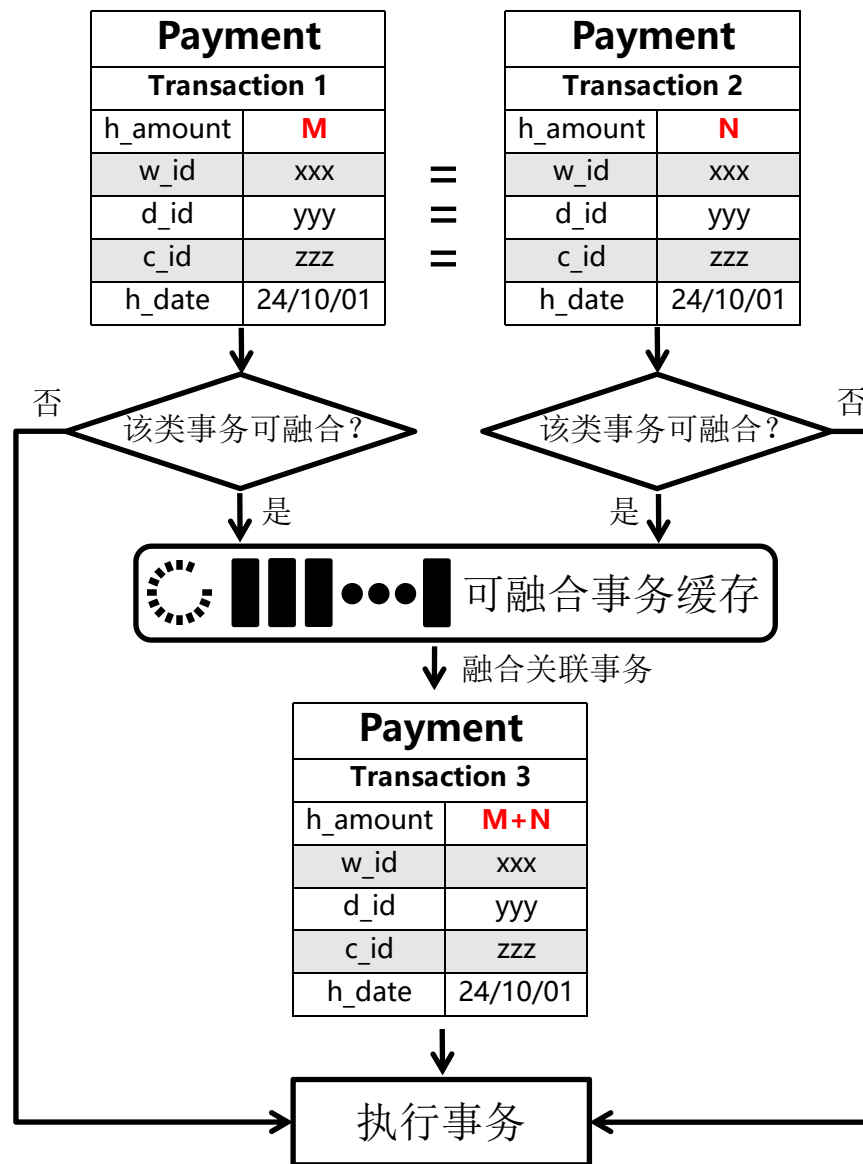 Payment
Transaction 1
h_amount M
w_id xxx
d_id yyy
c_id zzz
h_date 24/10/01
=
=
=
Payment
Transaction 2
h_amount N
w_id xxx
d_id yyy
c_id zzz
h_date 24/10/01
否
该类事务可融合？
是
否
该类事务可融合？
是
可融合事务缓存
融合关联事务
Payment
Transaction 3
h_amount M+N
w_id xxx
d_id yyy
c_id zzz
h_date 24/10/01
执行事务